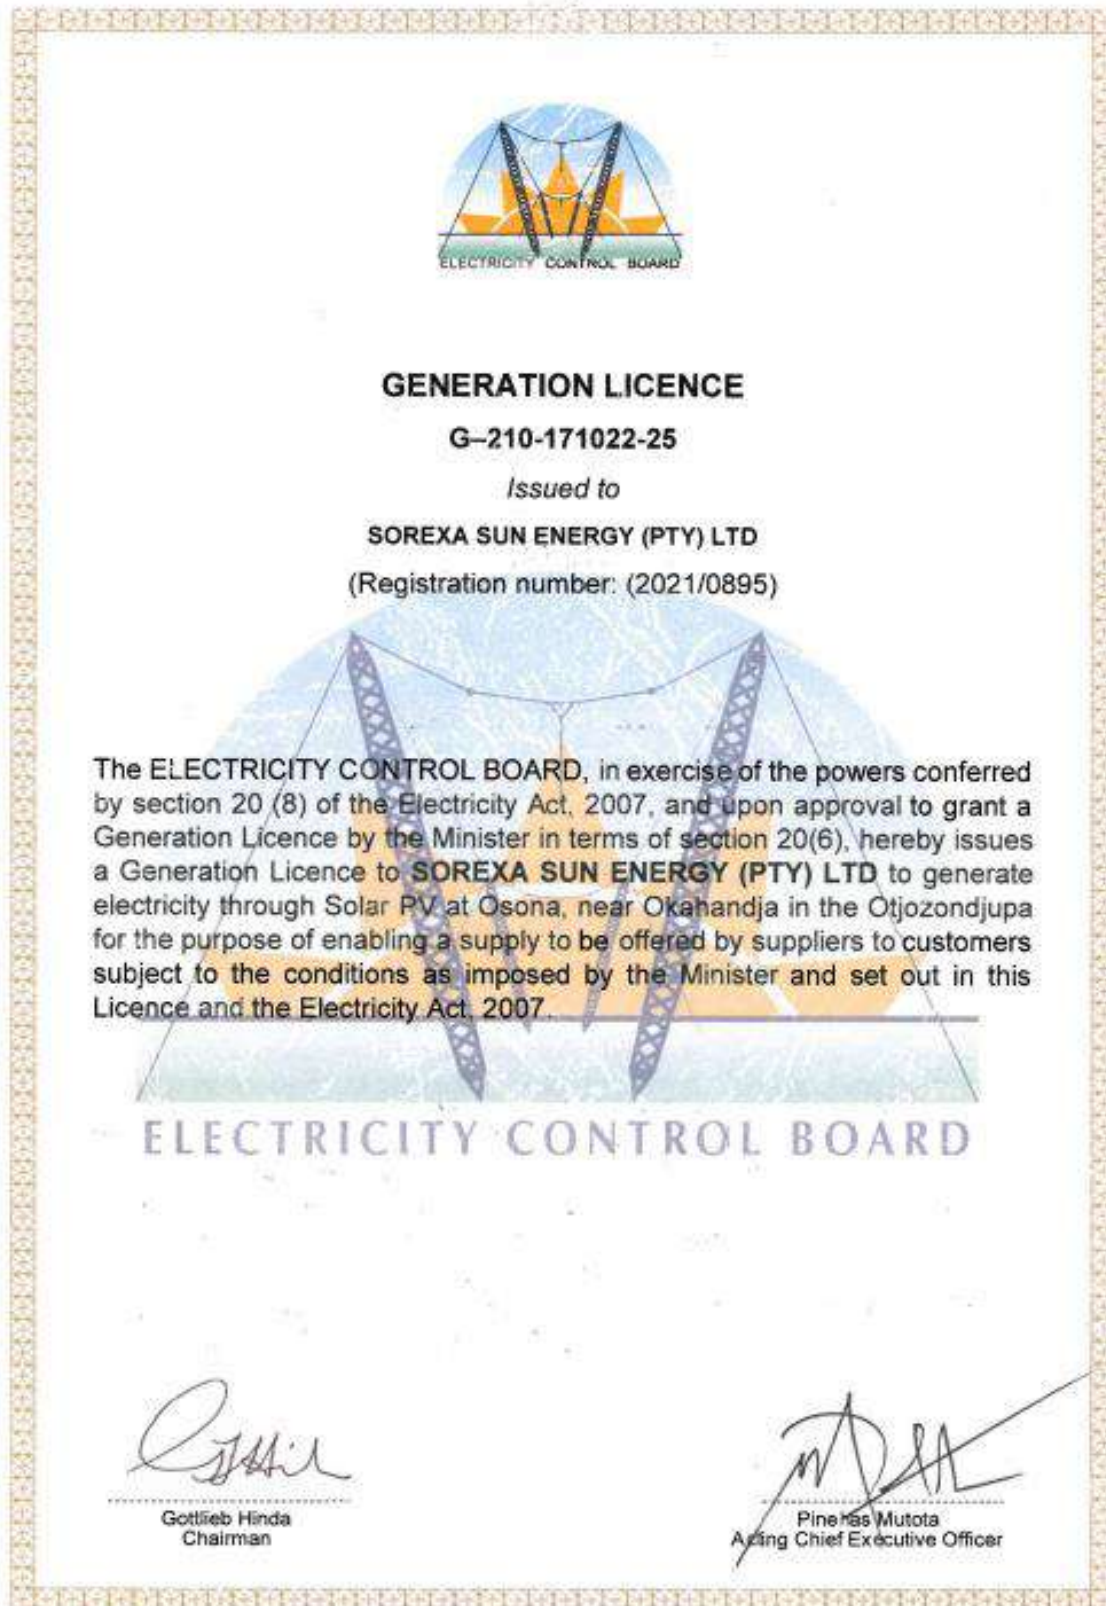 ELECTRICITY CONTROL BOARD
GENERATION LICENCE
G–210-171022-25
Issued to
SOREXA SUN ENERGY (PTY) LTD
(Registration number: (2021/0895)
The ELECTRICITY CONTROL BOARD, in exercise of the powers conferred
by section 20 (8) of the Electricity Act, 2007, and upon approval to grant a
Generation Licence by the Minister in terms of section 20(6), hereby issues
a Generation Licence to SOREXA SUN ENERGY (PTY) LTD to generate
electricity through Solar PV at Osona, near Okahandja in the Otjozondjupa
for the purpose of enabling a supply to be offered by suppliers to customers
subject to the conditions as imposed by the Minister and set out in this
Licence and the Electricity Act, 2007.
ELECTRICITY CONTROL BOARD
Gottlieb Hinda
Chairman
Pinehas Mutota
Acting Chief Executive Officer